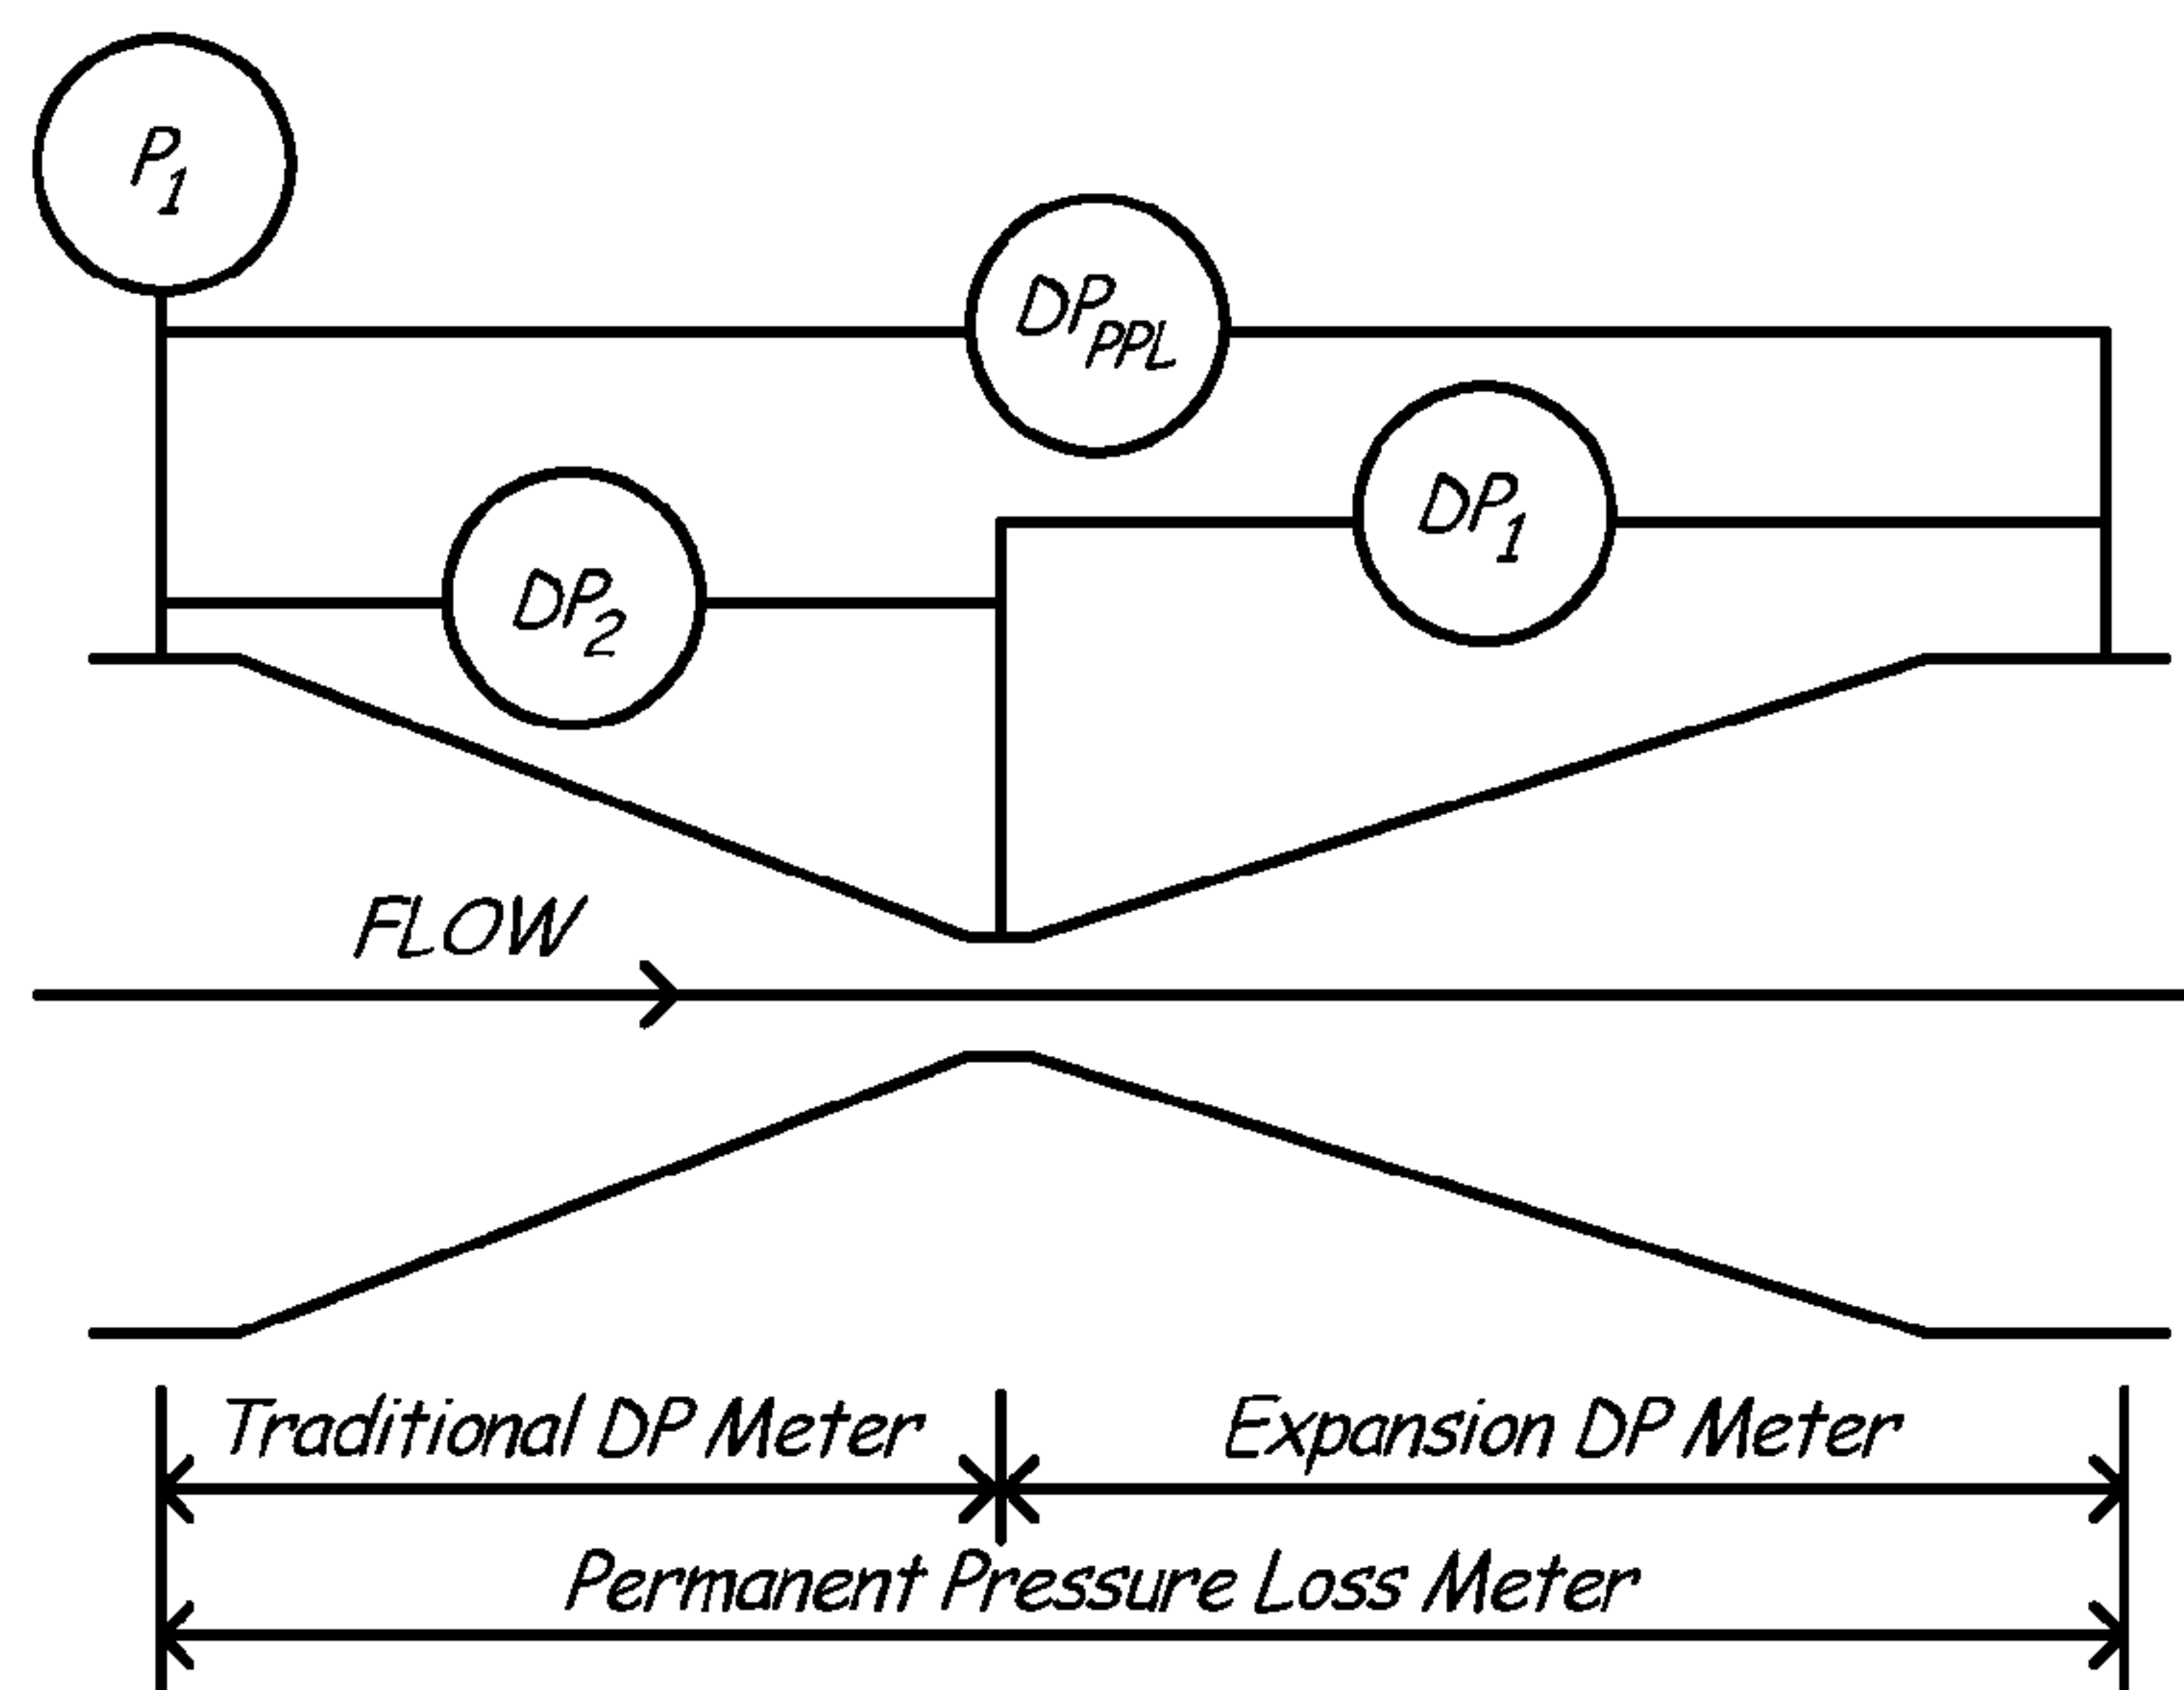 P1
DPPPL
DP1
DP2
FLOW
Traditional DP Meter
Expansion DP Meter
Permanent Pressure Loss Meter